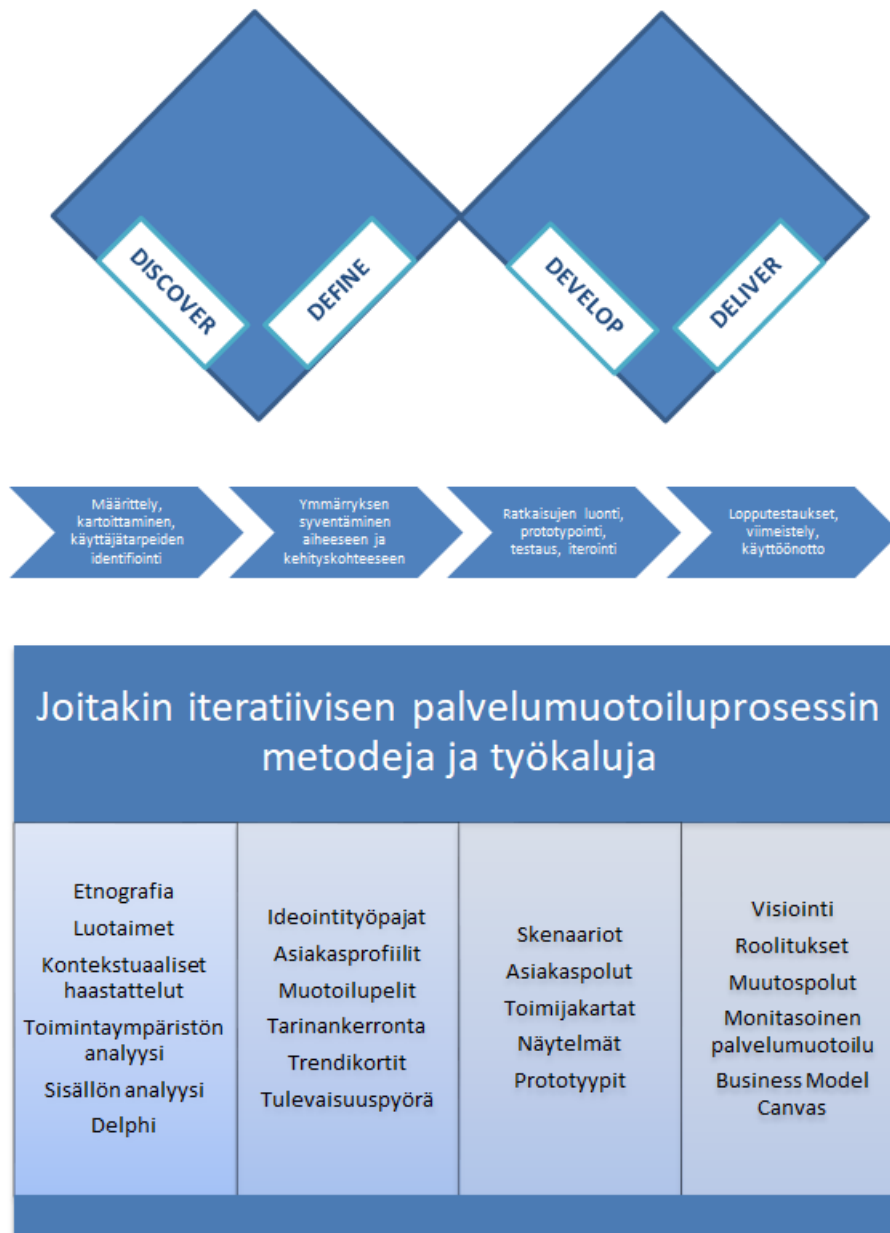 DISCOVER
DEFINE
DEVELOP
DELIVER
Määrittely,
kartoittaminen,
käyttäjätarpeiden
identifiointi
Ymmärryksen
syventäminen
aiheeseen ja
kehityskohteeseen
Ratkaisujen luonti,
prototypointi,
testaus, iterointi
Lopputestaukset,
viimeistely,
käyttöönotto
Joitakin iteratiivisen palvelumuotoiluprosessin
metodeja ja työkaluja
Etnografia
Luotaimet
Kontekstuaaliset
haastattelut
Toimintaympäristön
analyysi
Sisällön analyysi
Delphi
Ideointityöpajat
Asiakasprofiilit
Muotoilupelit
Tarinankerronta
Trendikortit
Tulevaisuuspyörä
Skenaariot
Asiakaspolut
Toimijakartat
Näytelmät
Prototyypit
Visiointi
Roolitukset
Muutospolut
Monitasoinen
palvelumuotoilu
Business Model
Canvas